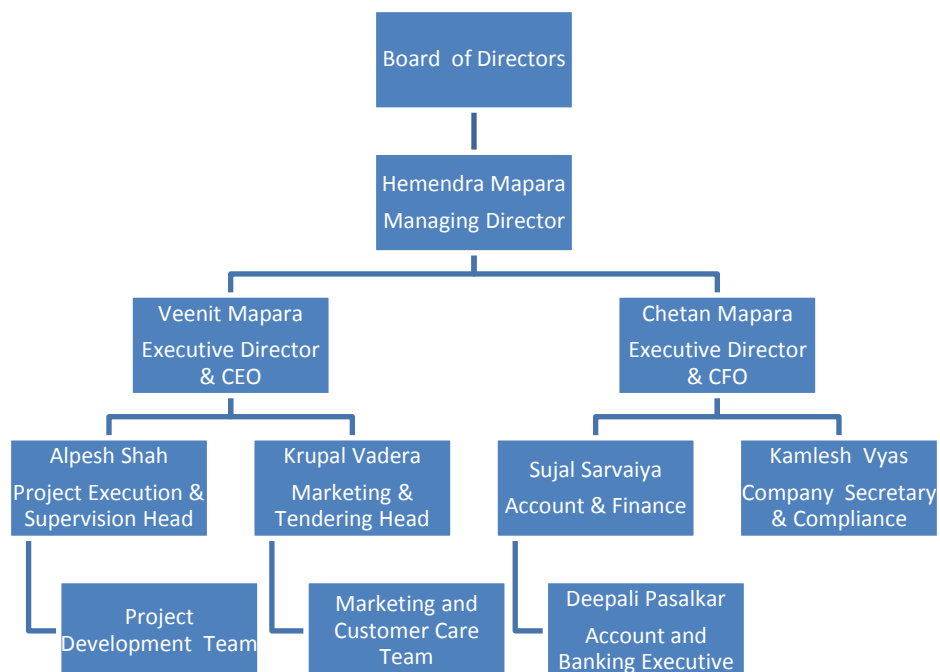 Board of Directors
Hemendra Mapara
Managing Director
Veenit Mapara
Executive Director
& CEO
Chetan Mapara
Executive Director
& CFO
Alpesh Shah
Project Execution &
Supervision Head
Krupal Vadera
Marketing &
Tendering Head
Sujal Sarvaiya
Account & Finance
Kamlesh Vyas
Company Secretary
& Compliance
Project
Development Team
Marketing and
Customer Care
Team
Deepali Pasalkar
Account and
Banking Executive